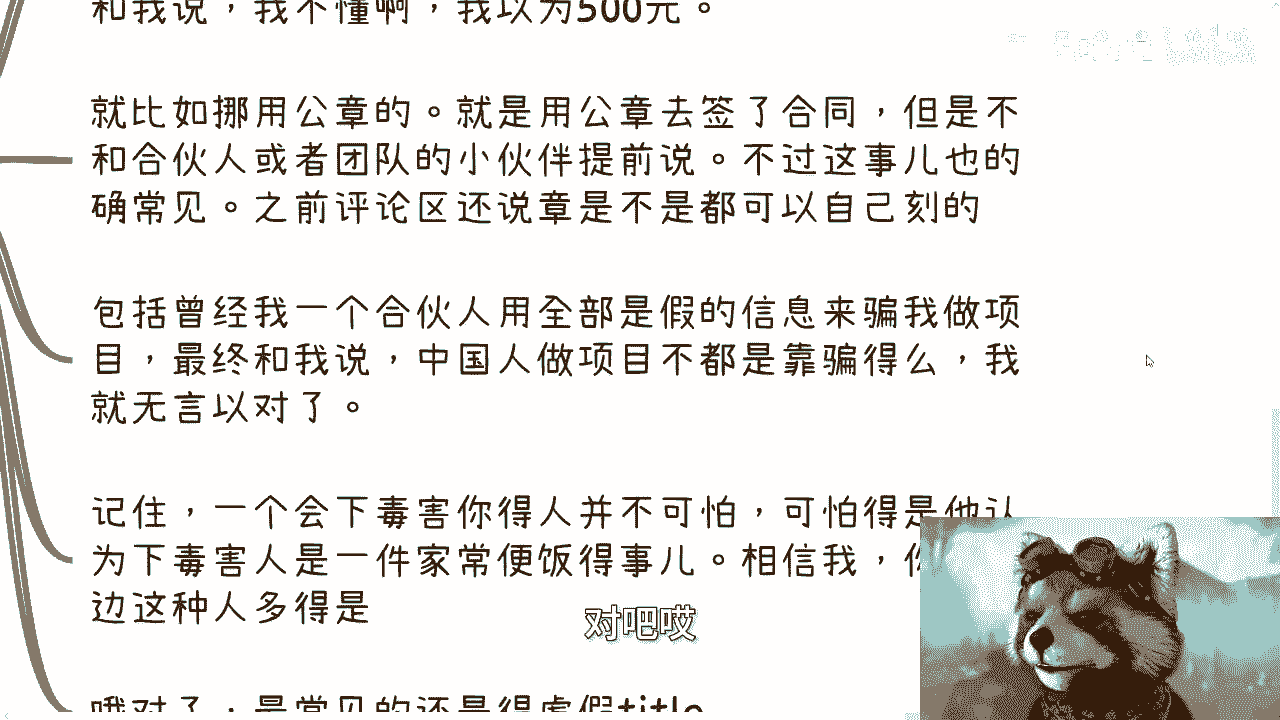 和我说，我不懂啊，我以为500元。
就比如挪用公章的。就是用公章去签了合同，但是不
和合伙人或者团队的小伙伴提前说。不过这事儿也的
确常见。之前评论区还说章是不是都可以自己刻的
包括曾经我一个合伙人用全部是假的信息来骗我做项
目，最终和我说，中国人做项目不都是靠骗得么，我
就无言以对了。
记住，一个会下毒害你得人并不可怕，可怕得是他认
为下毒害人是一件家常便饭得事儿。相信我，你
边这种人多得是
对吧哎
哦对了，最常见的还是得虚假title